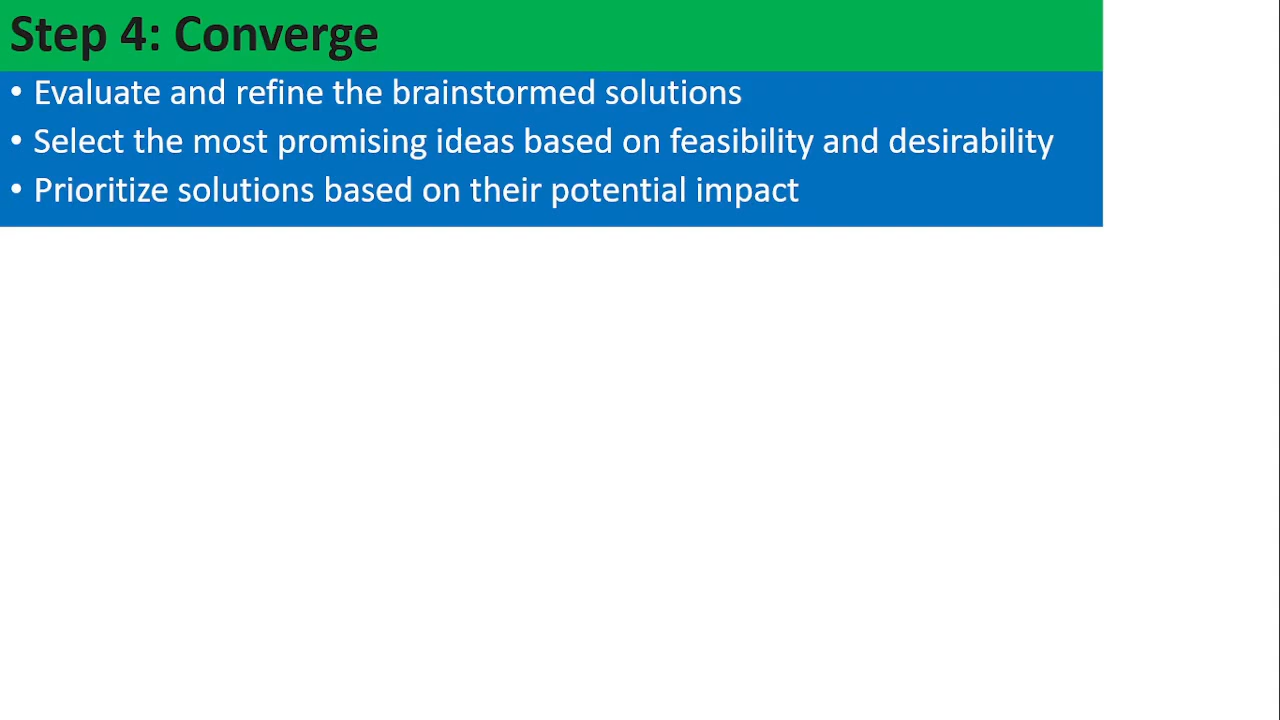 Step 4: Converge
• Evaluate and refine the brainstormed solutions
• Select the most promising ideas based on feasibility and desirability
• Prioritize solutions based on their potential impact